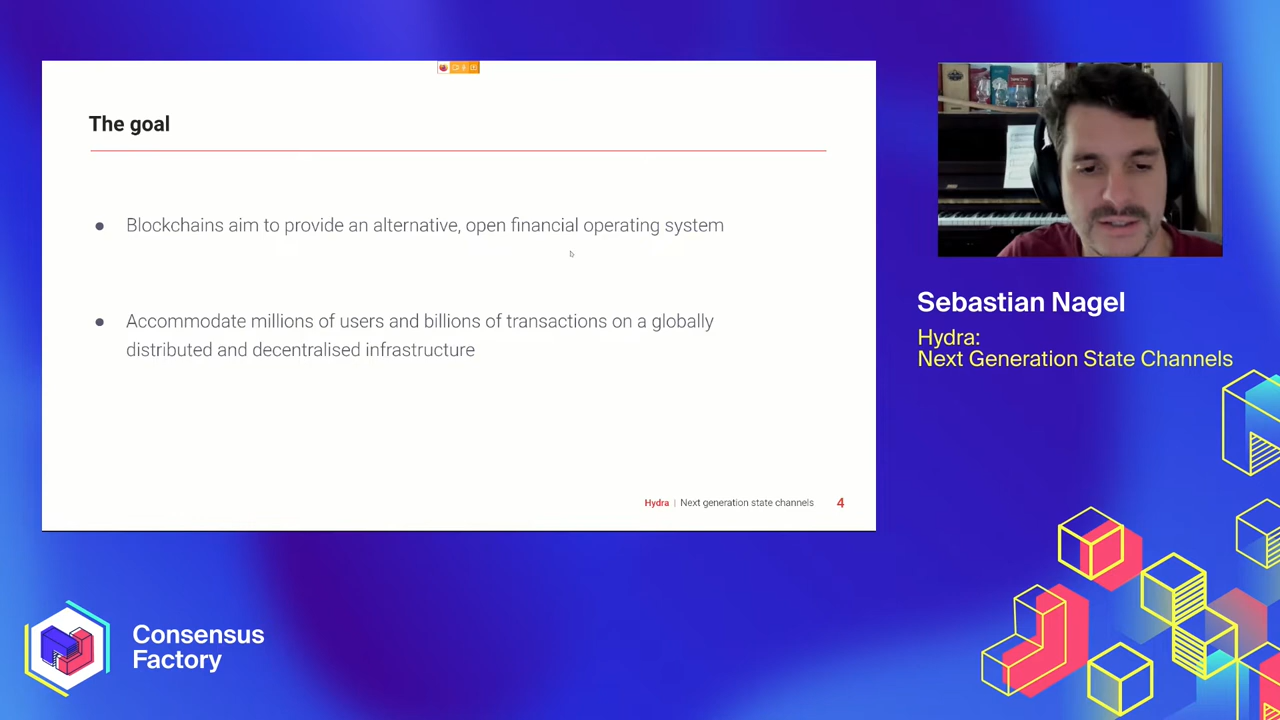 The goal
● Blockchains aim to provide an alternative, open financial operating system
● Accommodate millions of users and billions of transactions on a globally
distributed and decentralised infrastructure
Hydra | Next generation state channels 4
Sebastian Nagel
Hydra:
Next Generation State Channels
Consensus
Factory